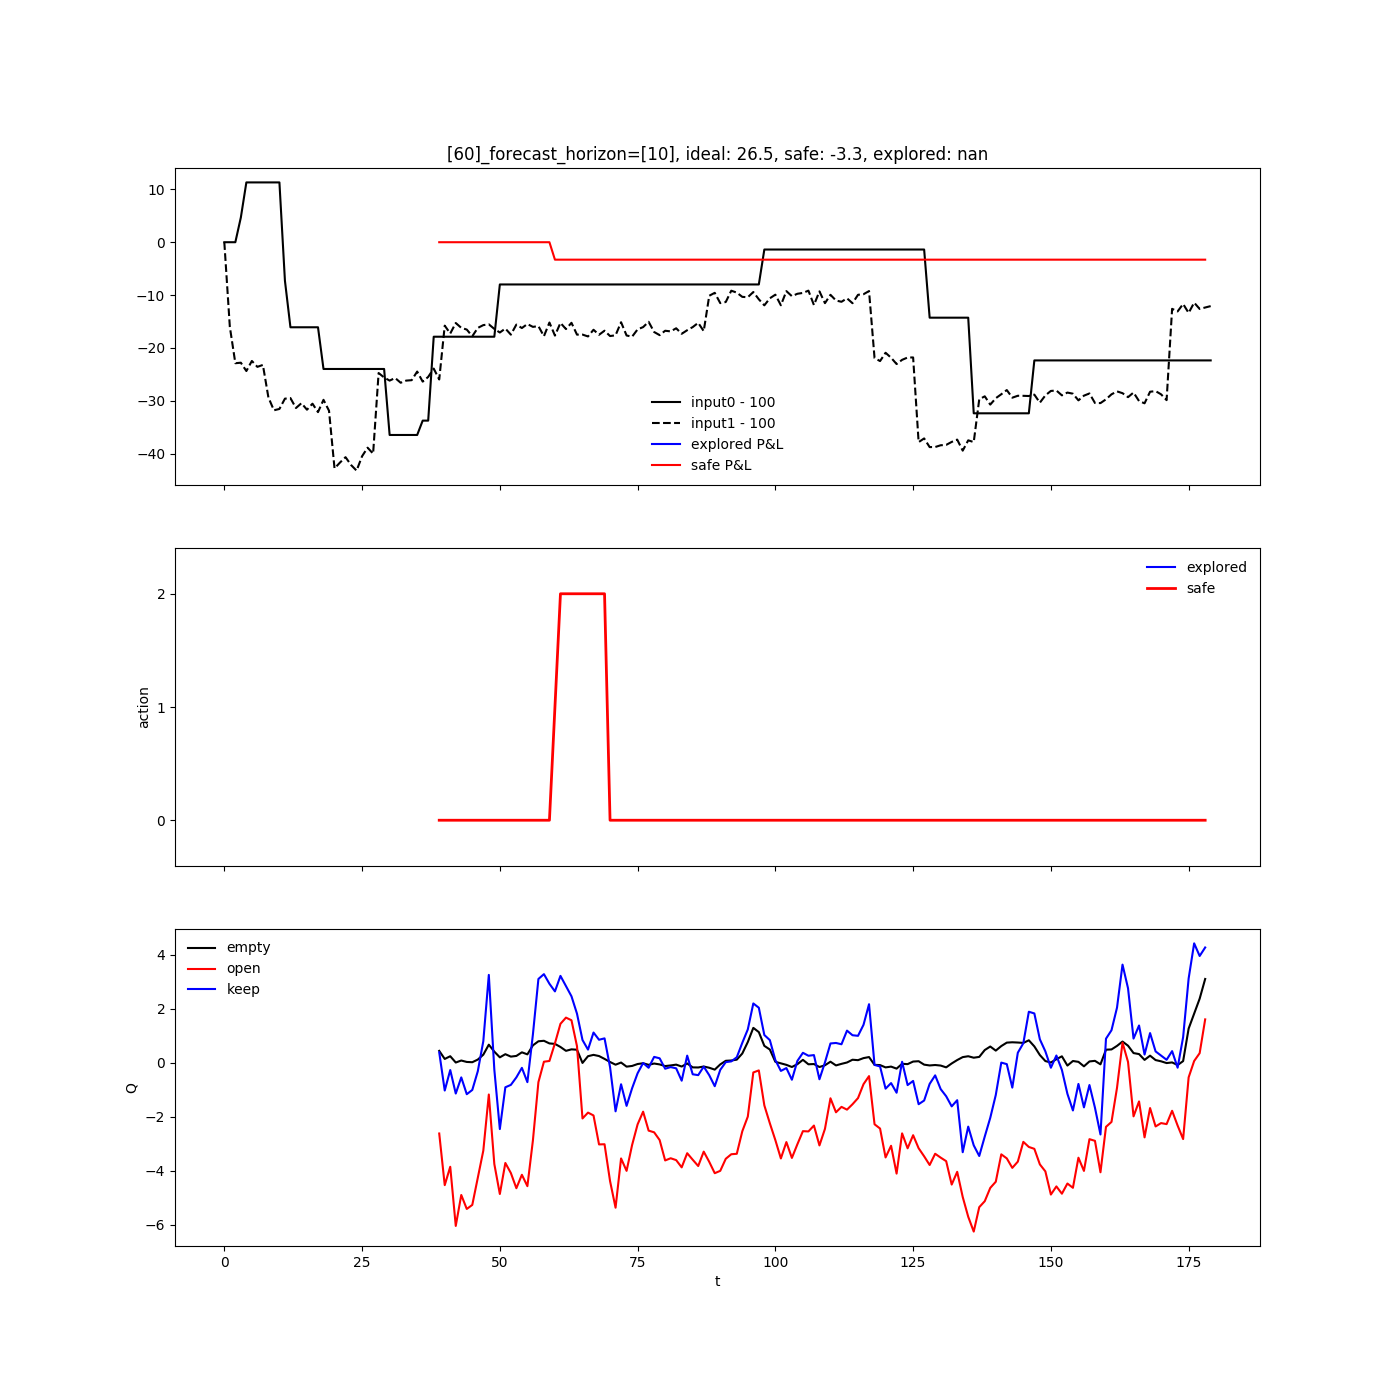 [60]_forecast_horizon=[10], ideal: 26.5, safe: -3.3, explored: nan
10
0
−10
−20
−30
−40
input0 - 100
input1 - 100
explored P&L
safe P&L
2
1
0
action
explored
safe
4
2
0
−2
−4
−6
Q
empty
open
keep
0 25 50 75 100 125 150 175
t